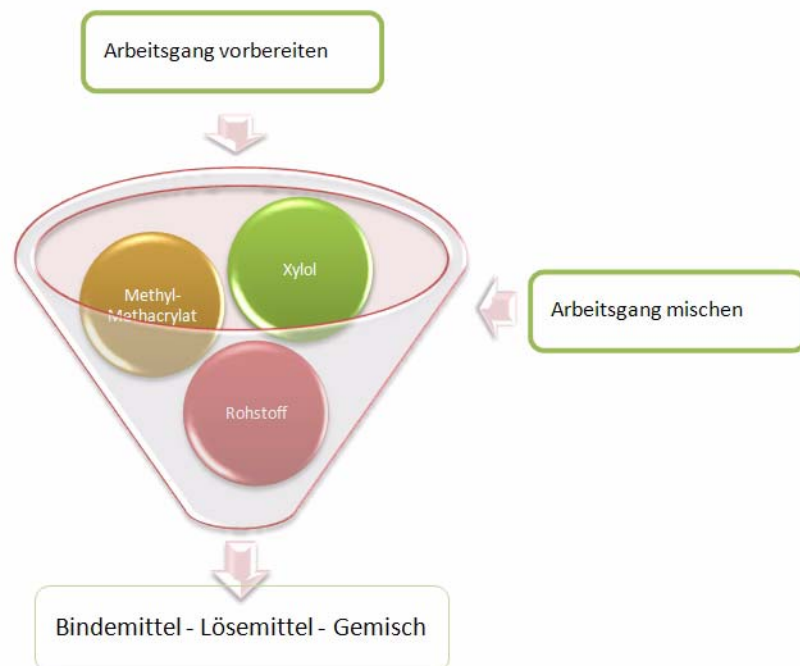 Arbeitsgang vorbereiten
Xylol
Methyl-
Methacrylat
Arbeitsgang mischen
Rohstoff
Bindemittel - Lösemittel - Gemisch